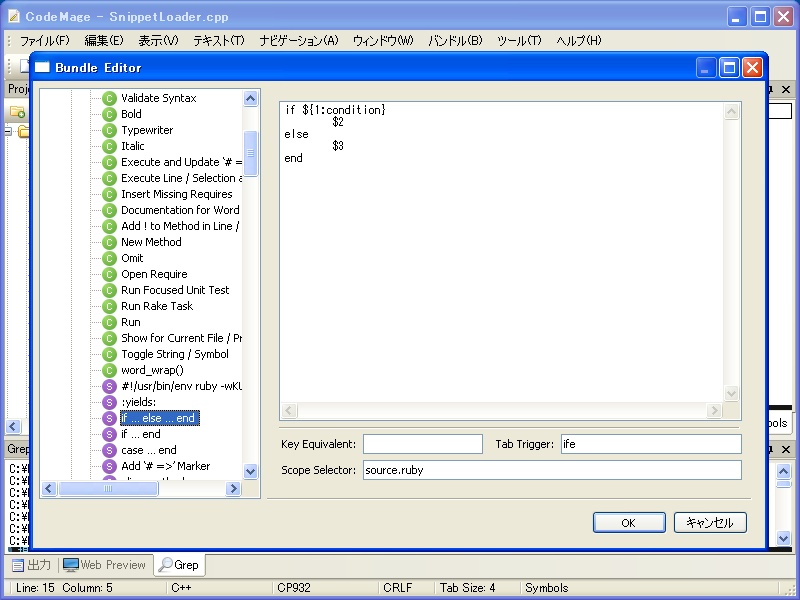 CodeMage - SnippetLoader.cpp
ファイル(F) 編集(E) 表示(V) テキスト(T) ナビゲーション(A) ウィンドウ(W) バンドル(B) ツール(T) ヘルプ(H)
Bundle Editor
Validate Syntax
Bold
Typewriter
Italic
Execute and Update '# =
Execute Line / Selection a
Insert Missing Requires
Documentation for Word
Add ! to Method in Line /
New Method
Omit
Open Require
Run Focused Unit Test
Run Rake Task
Run
Show for Current File / Pr
Toggle String / Symbol
word_wrap()
#!/usr/bin/env ruby -wKU
:yields:
if ... else ... end
if ... end
case ... end
Add '# =>' Marker
if ${1:condition}
$2
else
$3
end
Key Equivalent: Tab Trigger: ife
Scope Selector: source.ruby
OK キャンセル
Proj
ools
Grep
C:¥
C:¥
C:¥
C:¥
C:¥
C:¥
C:¥
出力 Web Preview Grep
Line: 15 Column: 5 C++ CP932 CRLF Tab Size: 4 Symbols